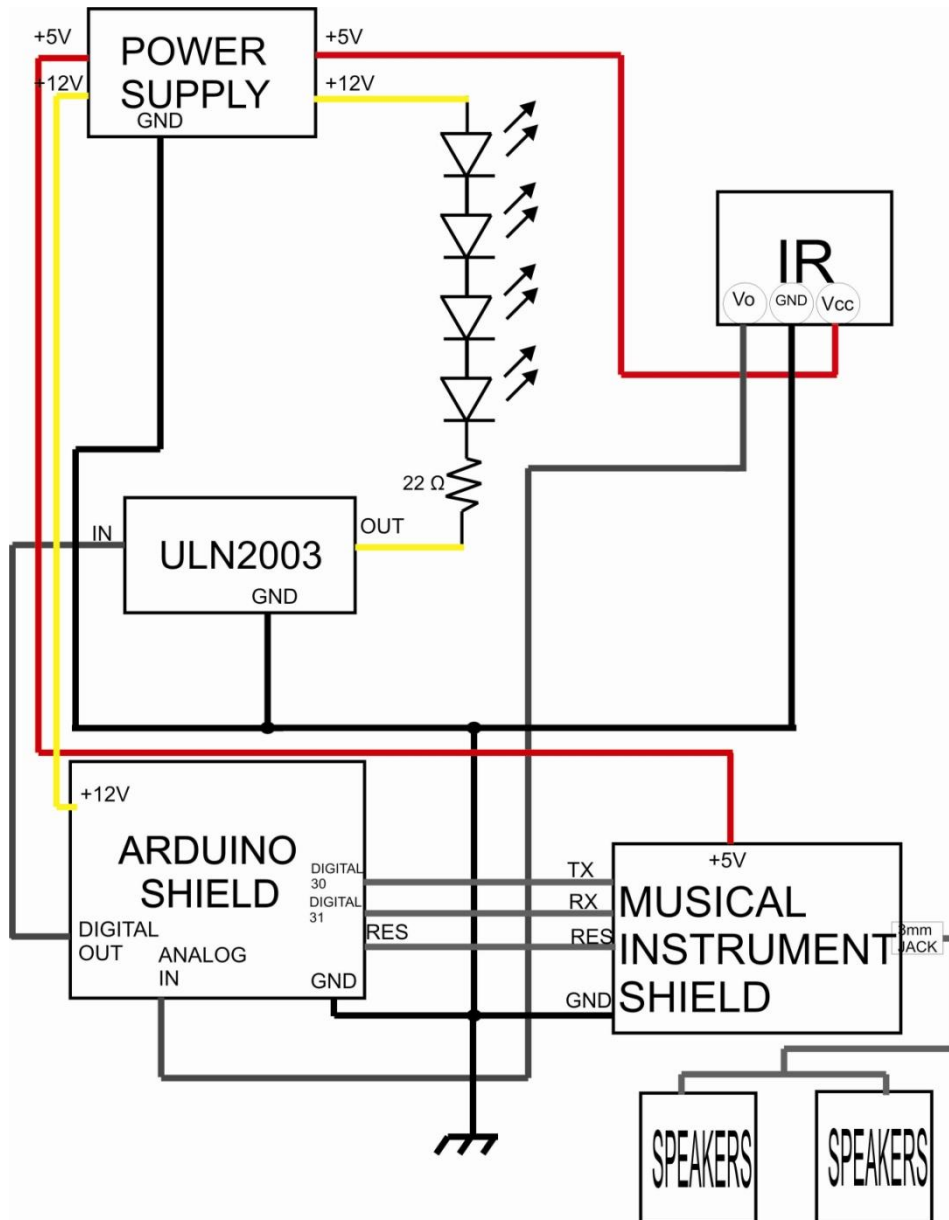 +5V
POWER
SUPPLY
+5V
+12V
+12V
GND
IR
Vo
GND
Vcc
22 Ω
IN
OUT
ULN2003
GND
+12V
ARDUINO
SHIELD
DIGITAL
30
DIGITAL
31
RES
DIGITAL
OUT
ANALOG
IN
GND
TX
RX
RES
GND
+5V
MUSICAL
INSTRUMENT
SHIELD
3mm
JACK
SPEAKERS
SPEAKERS